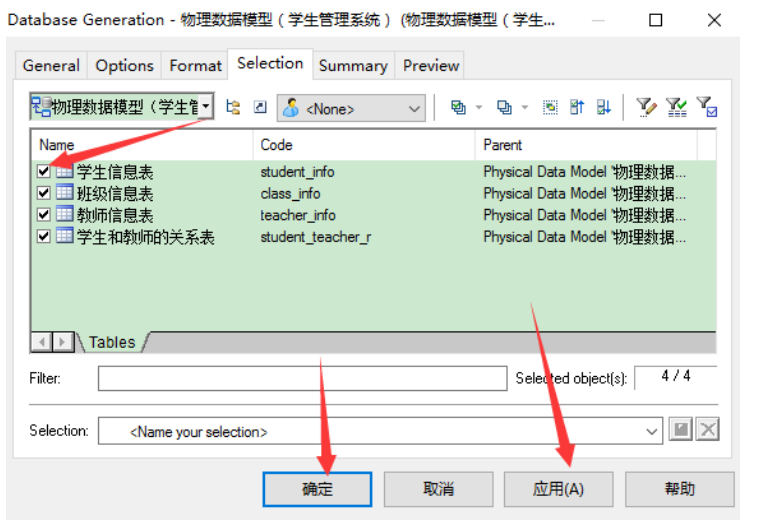 Database Generation - 物理数据模型（学生管理系统） (物理数据模型（学生...
General Options Format Selection Summary Preview
物理数据模型（学生管 <None>
Name Code Parent
学生信息表 student_info Physical Data Model '物理数据...
班级信息表 class_info Physical Data Model '物理数据...
教师信息表 teacher_info Physical Data Model '物理数据...
学生和教师的关系表 student_teacher_r Physical Data Model '物理数据...
Tables
Filter: Selected object(s): 4 / 4
Selection: <Name your selection>
确定 取消 应用(A) 帮助